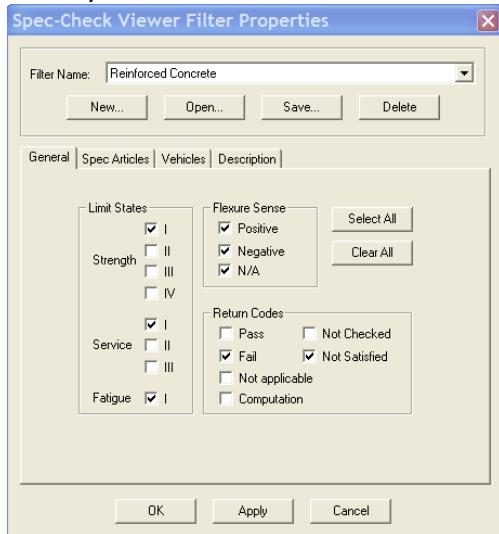 Spec-Check Viewer Filter Properties
Filter Name: Reinforced Concrete
New... Open... Save... Delete
General Spec Articles Vehicles Description
Limit States
Strength
I
II
III
IV
Service
I
II
III
Fatigue I
Flexure Sense
Positive
Negative
N/A
Select All
Clear All
Return Codes
Pass Not Checked
Fail Not Satisfied
Not applicable
Computation
OK Apply Cancel